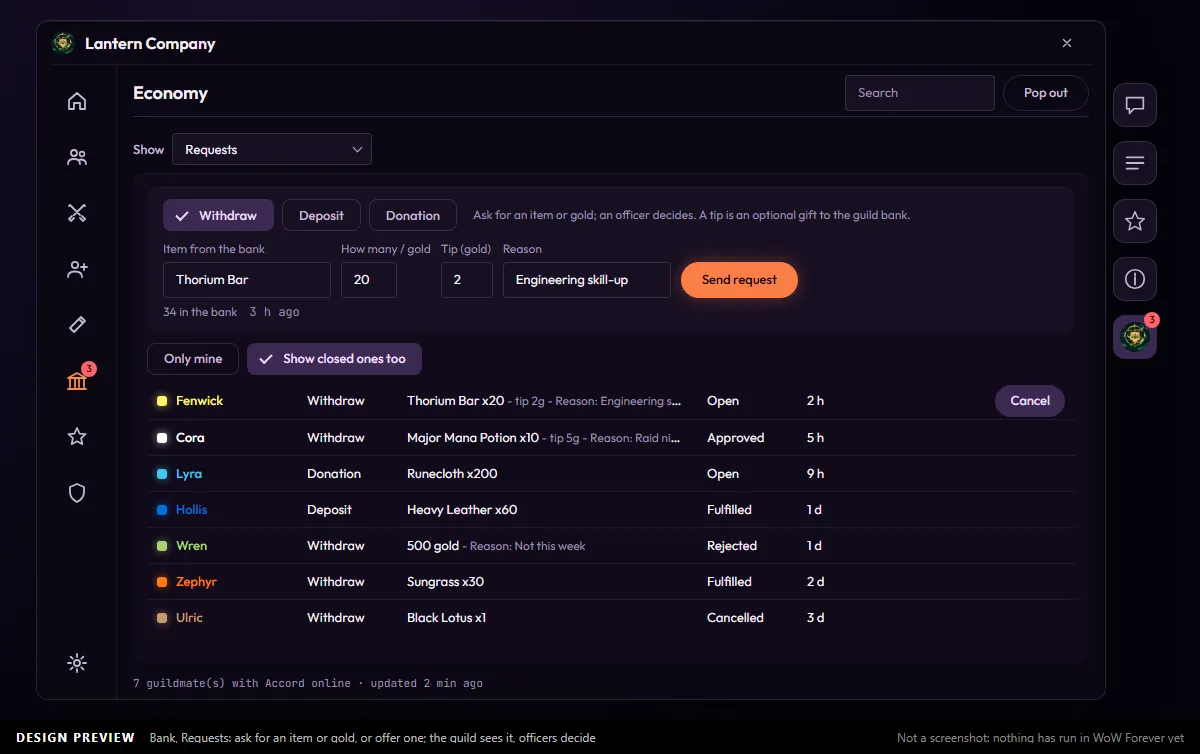 Lantern Company
Economy
Search
Pop out
Show
Requests
Withdraw
Deposit
Donation
Ask for an item or gold; an officer decides. A tip is an optional gift to the guild bank.
Item from the bank
How many / gold
Tip (gold)
Reason
Thorium Bar
20
2
Engineering skill-up
Send request
34 in the bank 3 h ago
Only mine
Show closed ones too
3
3
Fenwick Withdraw Thorium Bar x20 - tip 2g - Reason: Engineering s... Open 2 h Cancel
Cora Withdraw Major Mana Potion x10 - tip 5g - Reason: Raid ni... Approved 5 h
Lyra Donation Runecloth x200 Open 9 h
Hollis Deposit Heavy Leather x60 Fulfilled 1 d
Wren Withdraw 500 gold - Reason: Not this week Rejected 1 d
Zephyr Withdraw Sungrass x30 Fulfilled 2 d
Ulric Withdraw Black Lotus x1 Cancelled 3 d
7 guildmate(s) with Accord online · updated 2 min ago
DESIGN PREVIEW Bank, Requests: ask for an item or gold, or offer one; the guild sees it, officers decide
Not a screenshot: nothing has run in WoW Forever yet